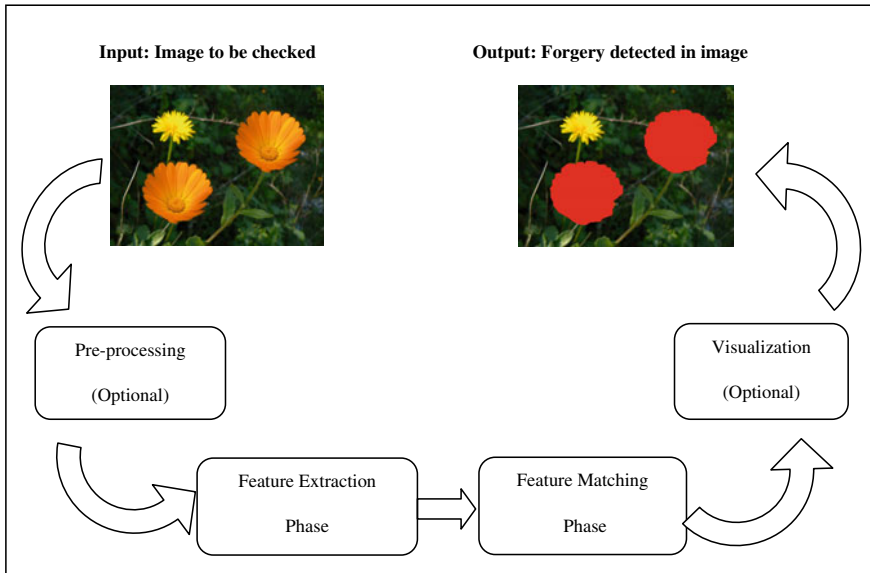 Input: Image to be checked
Output: Forgery detected in image
Pre-processing
(Optional)
Visualization
(Optional)
Feature Extraction
Phase
Feature Matching
Phase